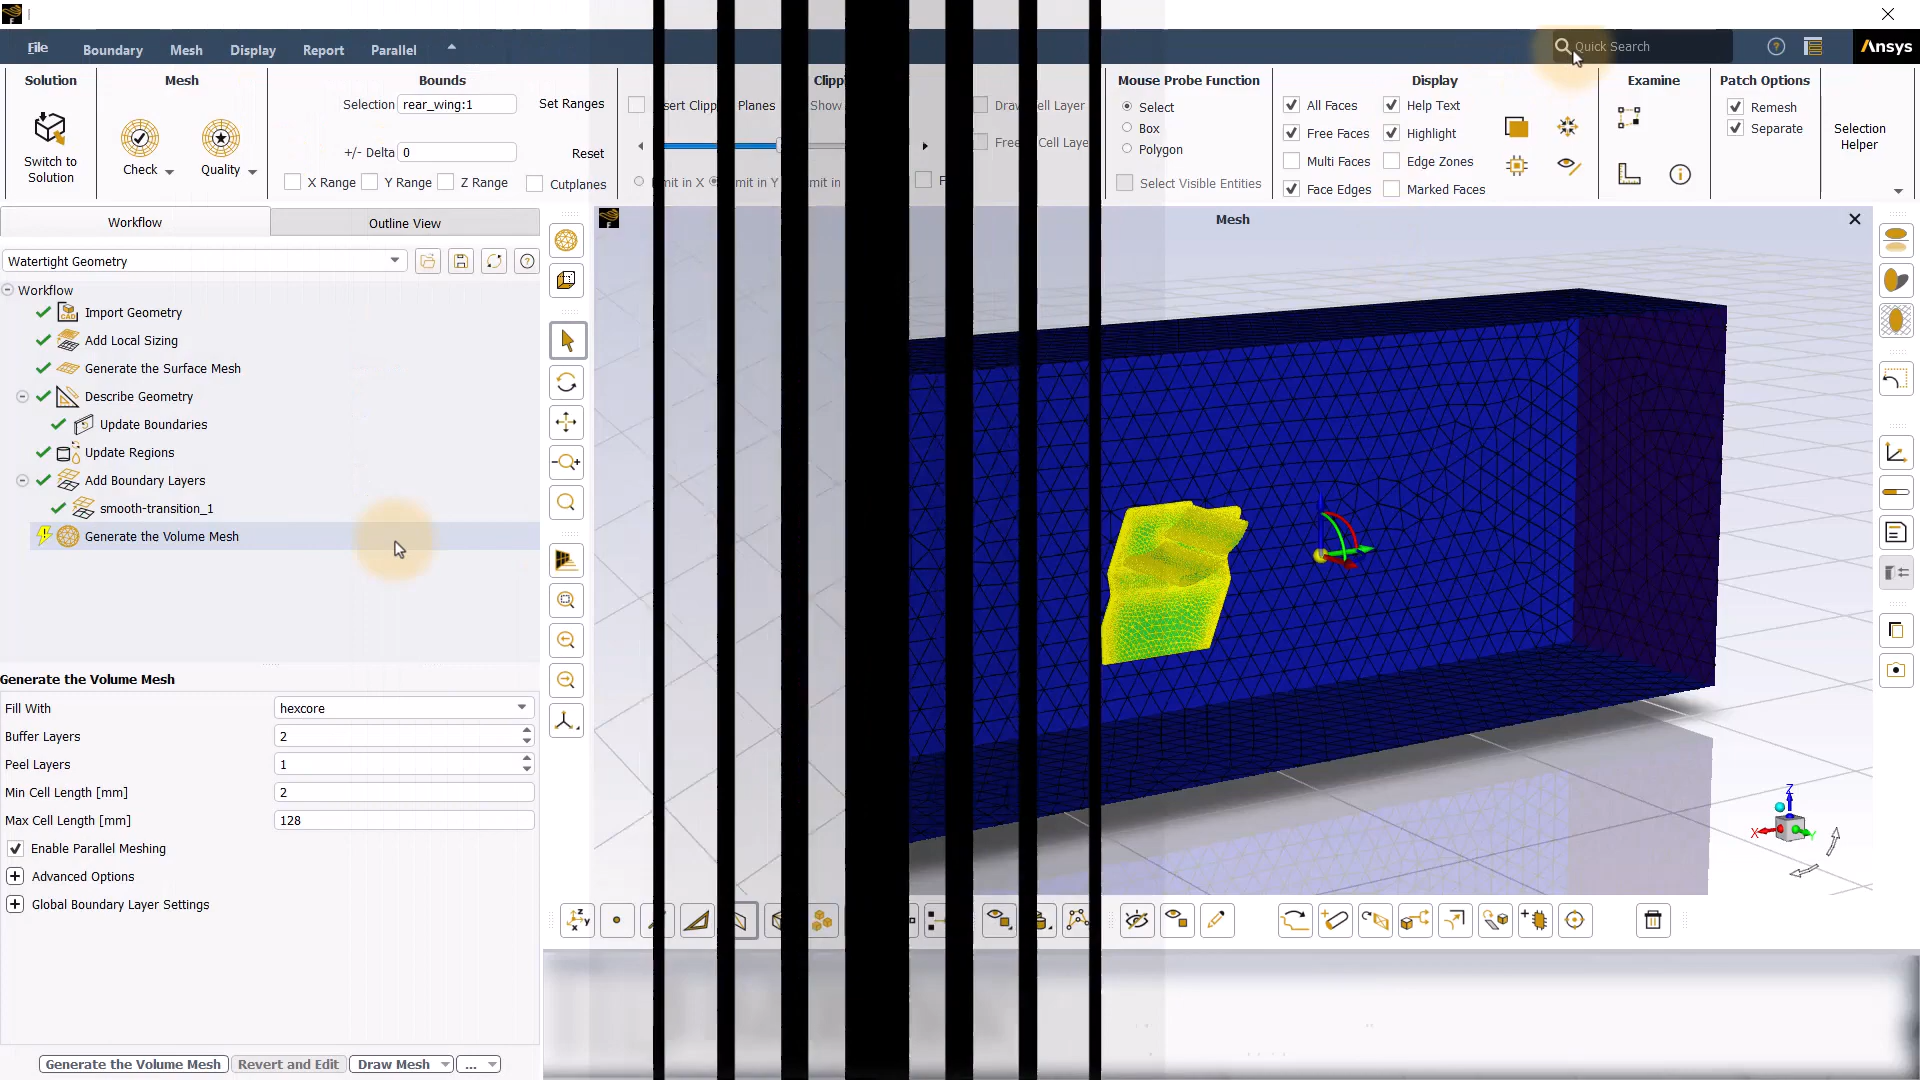 File Boundary Mesh Display Report Parallel Quick Search Ansys
Solution Mesh Bounds Mouse Probe Function Display Examine Patch Options
Selection rear_wing:1 Set Ranges
Planes Show
Select
Box
Polygon
All Faces Help Text
Free Faces Highlight
Multi Faces Edge Zones
Face Edges Marked Faces
Remesh
Separate
Selection Helper
Switch to Solution
Check
Quality
+/- Delta 0 Reset
X Range Y Range Z Range Cutplanes
Select Visible Entities
Workflow Outline View
Mesh
Watertight Geometry
Workflow
Import Geometry
Add Local Sizing
Generate the Surface Mesh
Describe Geometry
Update Boundaries
Update Regions
Add Boundary Layers
smooth-transition_1
Generate the Volume Mesh
Generate the Volume Mesh
Fill With hexcore
Buffer Layers 2
Peel Layers 1
Min Cell Length [mm] 2
Max Cell Length [mm] 128
Enable Parallel Meshing
Advanced Options
Global Boundary Layer Settings
Z
X
Y
Generate the Volume Mesh Revert and Edit Draw Mesh ...